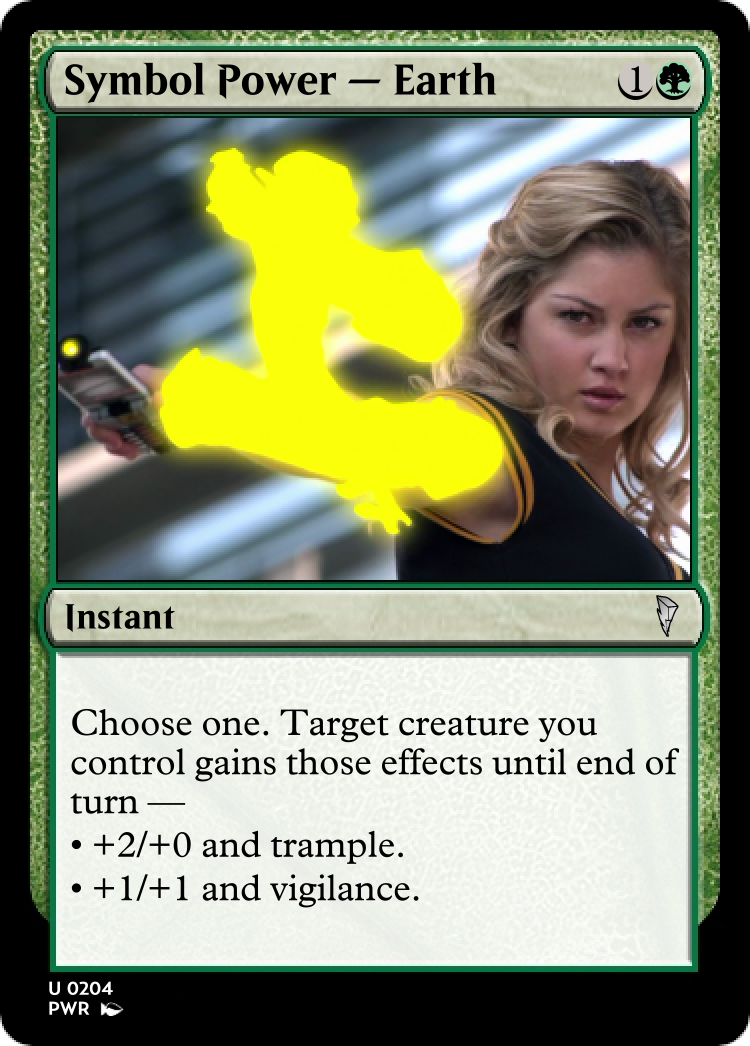 Symbol Power — Earth 1
Instant
Choose one. Target creature you
control gains those effects until end of
turn —
• +2/+0 and trample.
• +1/+1 and vigilance.
U 0204
PWR